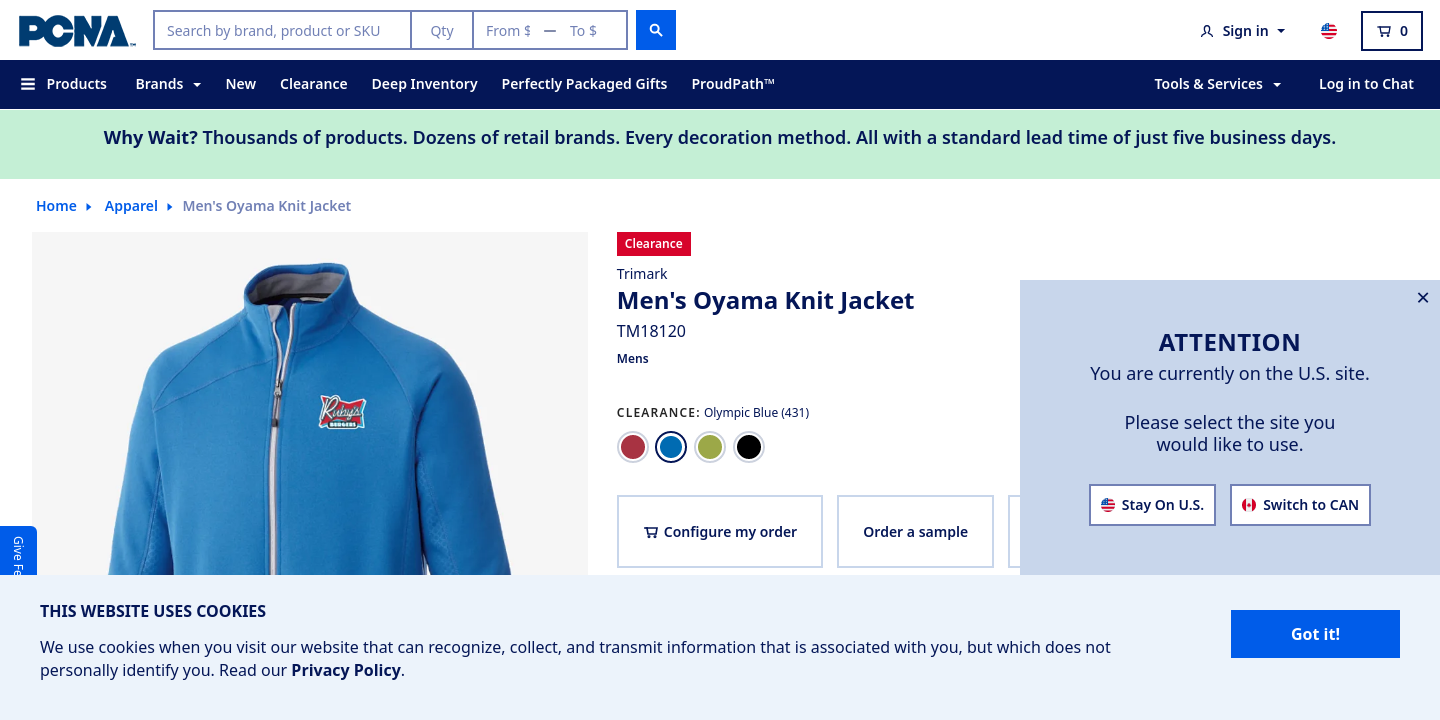 PCNA™
Search by brand, product or SKU
Qty
From $ — To $
Sign in
0
Products
Brands
New
Clearance
Deep Inventory
Perfectly Packaged Gifts
ProudPath™
Tools & Services
Log in to Chat
Why Wait? Thousands of products. Dozens of retail brands. Every decoration method. All with a standard lead time of just five business days.
Home
Apparel
Men's Oyama Knit Jacket
Clearance
Trimark
Men's Oyama Knit Jacket
TM18120
Mens
CLEARANCE: Olympic Blue (431)
Configure my order
Order a sample
Ruby's
BURGERS
Give Fe
ATTENTION
You are currently on the U.S. site.
Please select the site you
would like to use.
Stay On U.S.
Switch to CAN
THIS WEBSITE USES COOKIES
We use cookies when you visit our website that can recognize, collect, and transmit information that is associated with you, but which does not
personally identify you. Read our Privacy Policy.
Got it!